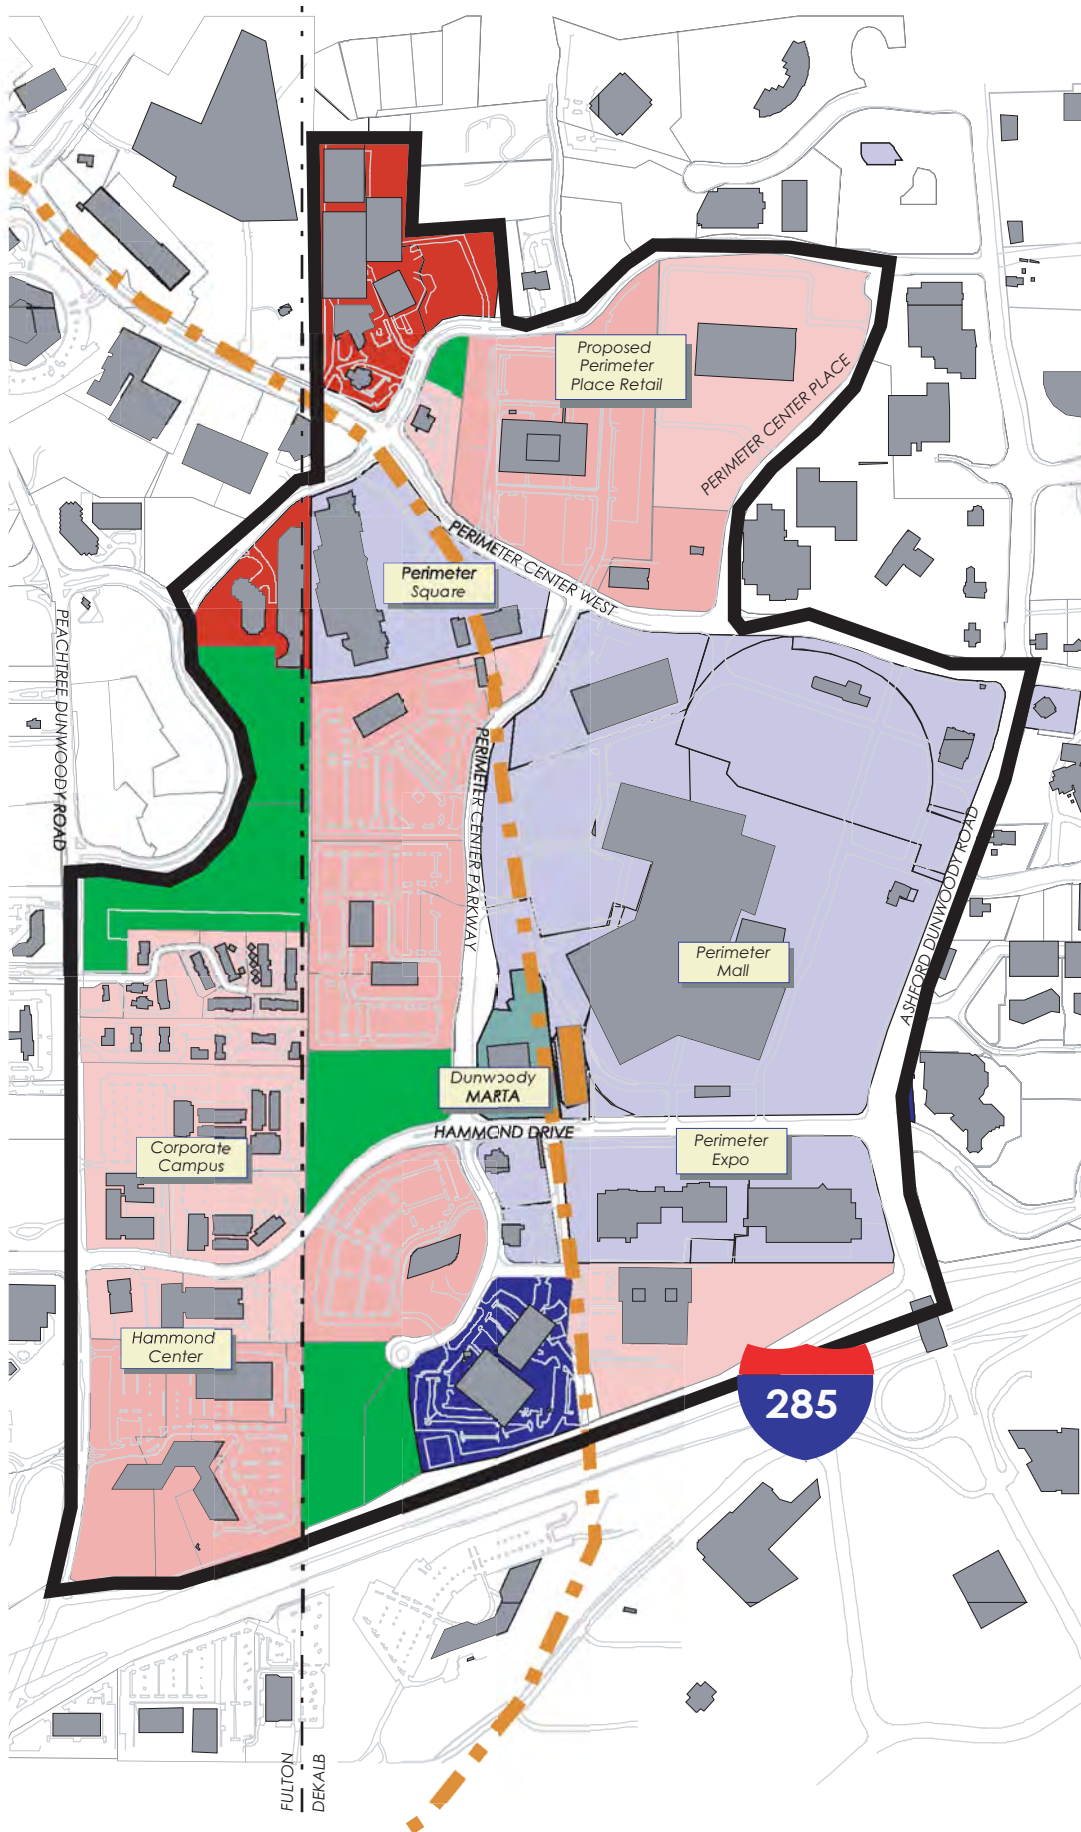 Proposed
Perimeter
Place Retail
PERIMETER CENTER PLACE
PERIMETER CENTER WEST
Perimeter
Square
PEACHTREE DUNWOODY ROAD
PERIMETER CENTER PARKWAY
ASHFORD DUNWOODY ROAD
Perimeter
Mall
Dunwoody
MARTA
HAMMOND DRIVE
Perimeter
Expo
Corporate
Campus
Hammond
Center
285
FULTON
DEKALB